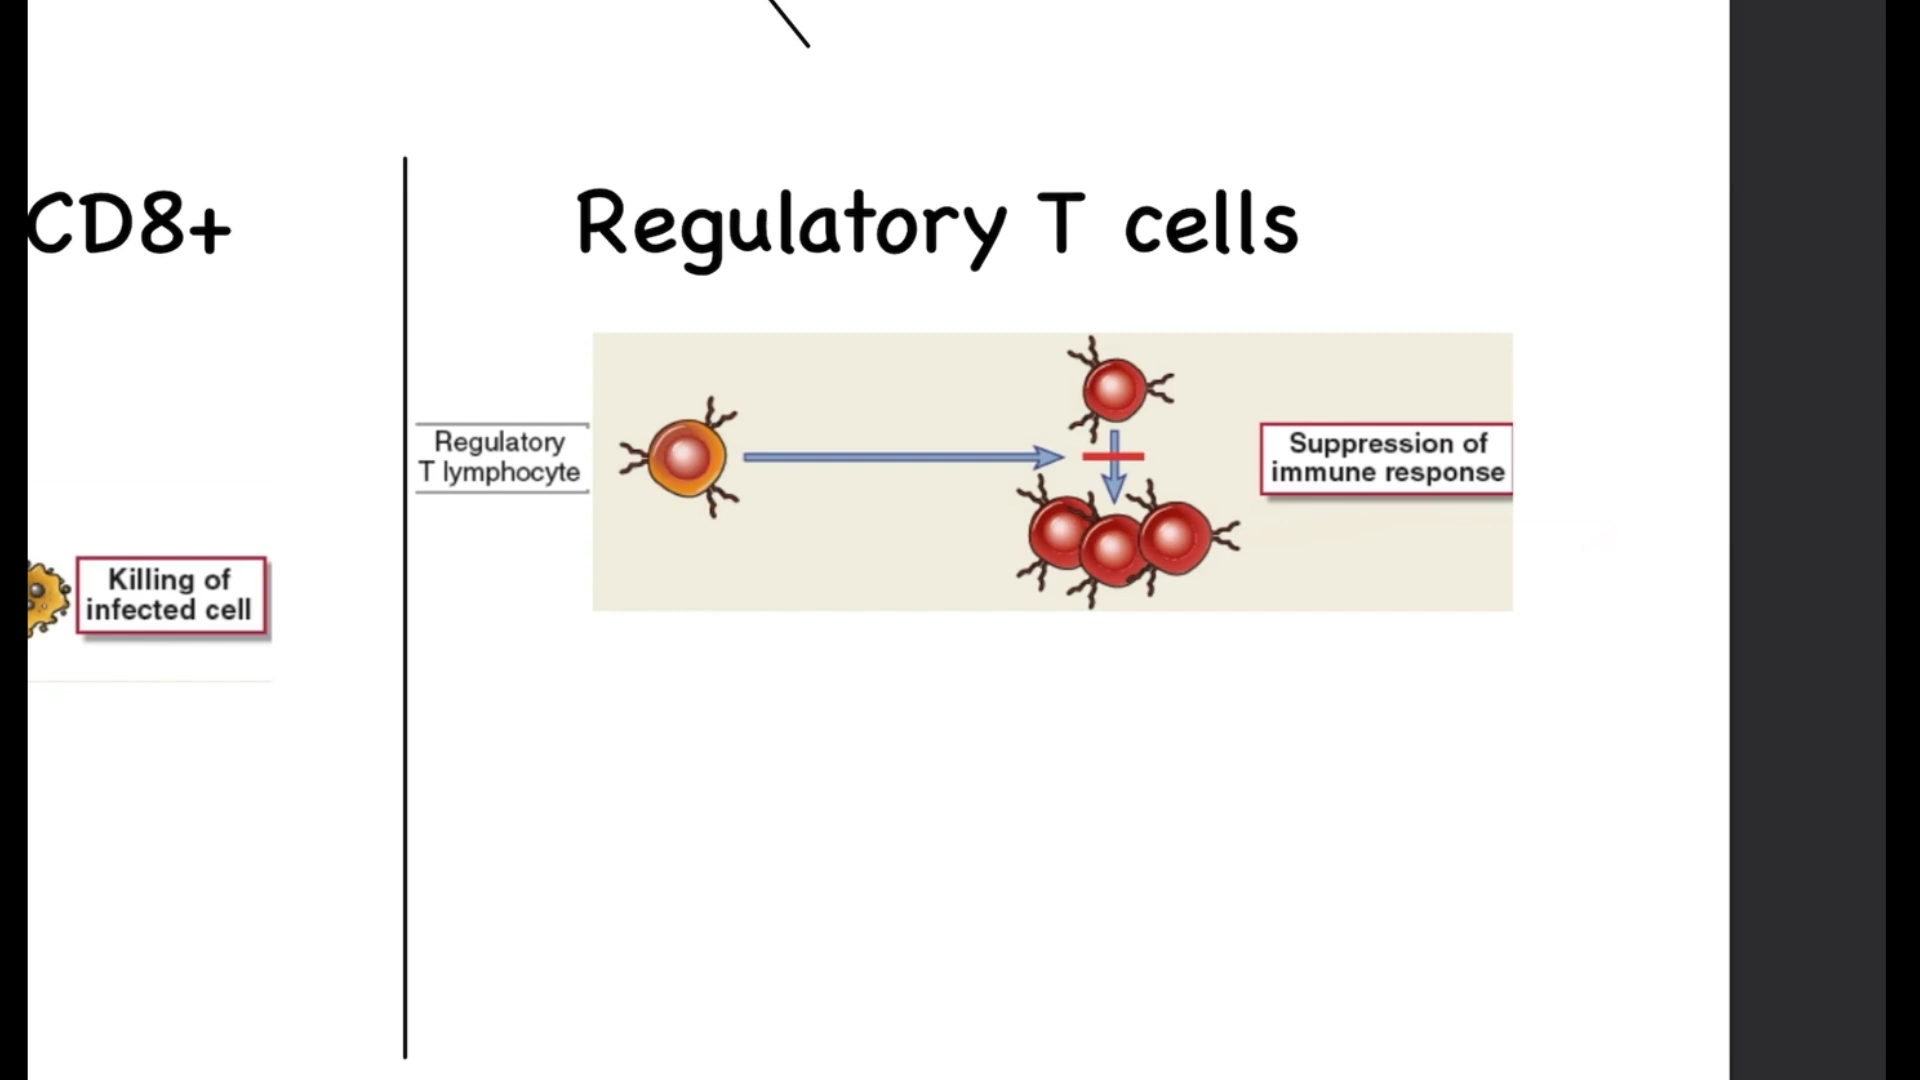 CD8+
Regulatory T cells
Regulatory
T lymphocyte
Suppression of
immune response
Killing of
infected cell